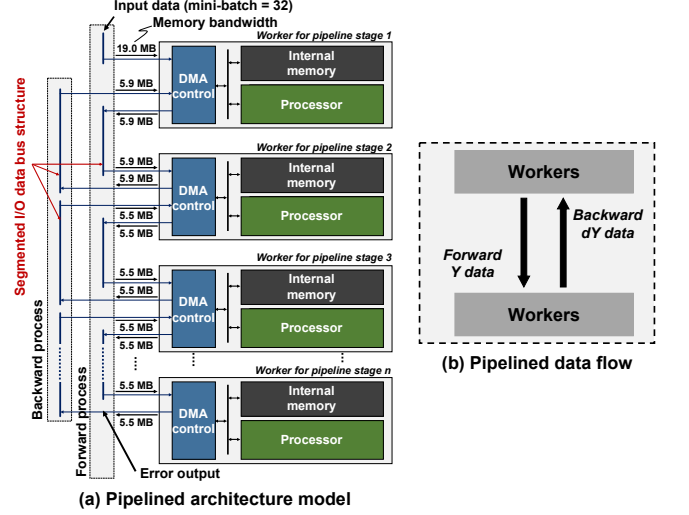 Input data (mini-batch = 32)
Memory bandwidth
Worker for pipeline stage 1
19.0 MB
DMA
control
Internal
memory
Processor
5.9 MB
5.9 MB
Worker for pipeline stage 2
5.9 MB
5.9 MB
DMA
control
Internal
memory
Processor
5.5 MB
5.5 MB
Worker for pipeline stage 3
5.5 MB
5.5 MB
DMA
control
Internal
memory
Processor
5.5 MB
5.5 MB
Worker for pipeline stage n
5.5 MB
5.5 MB
DMA
control
Internal
memory
Processor
Segmented I/O data bus structure
Backward process
Forward process
Error output
(a) Pipelined architecture model
Workers
Forward
Y data
Backward
dY data
Workers
(b) Pipelined data flow